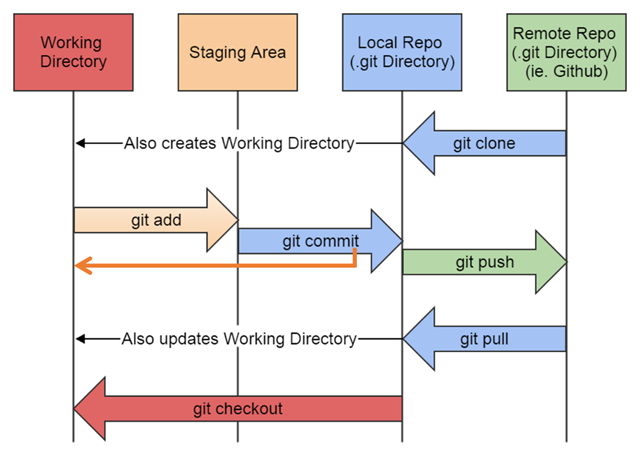 Working
Directory
Staging Area
Local Repo
(.git Directory)
Remote Repo
(.git Directory)
(ie. Github)
Also creates Working Directory
git clone
git add
git commit
git push
Also updates Working Directory
git pull
git checkout